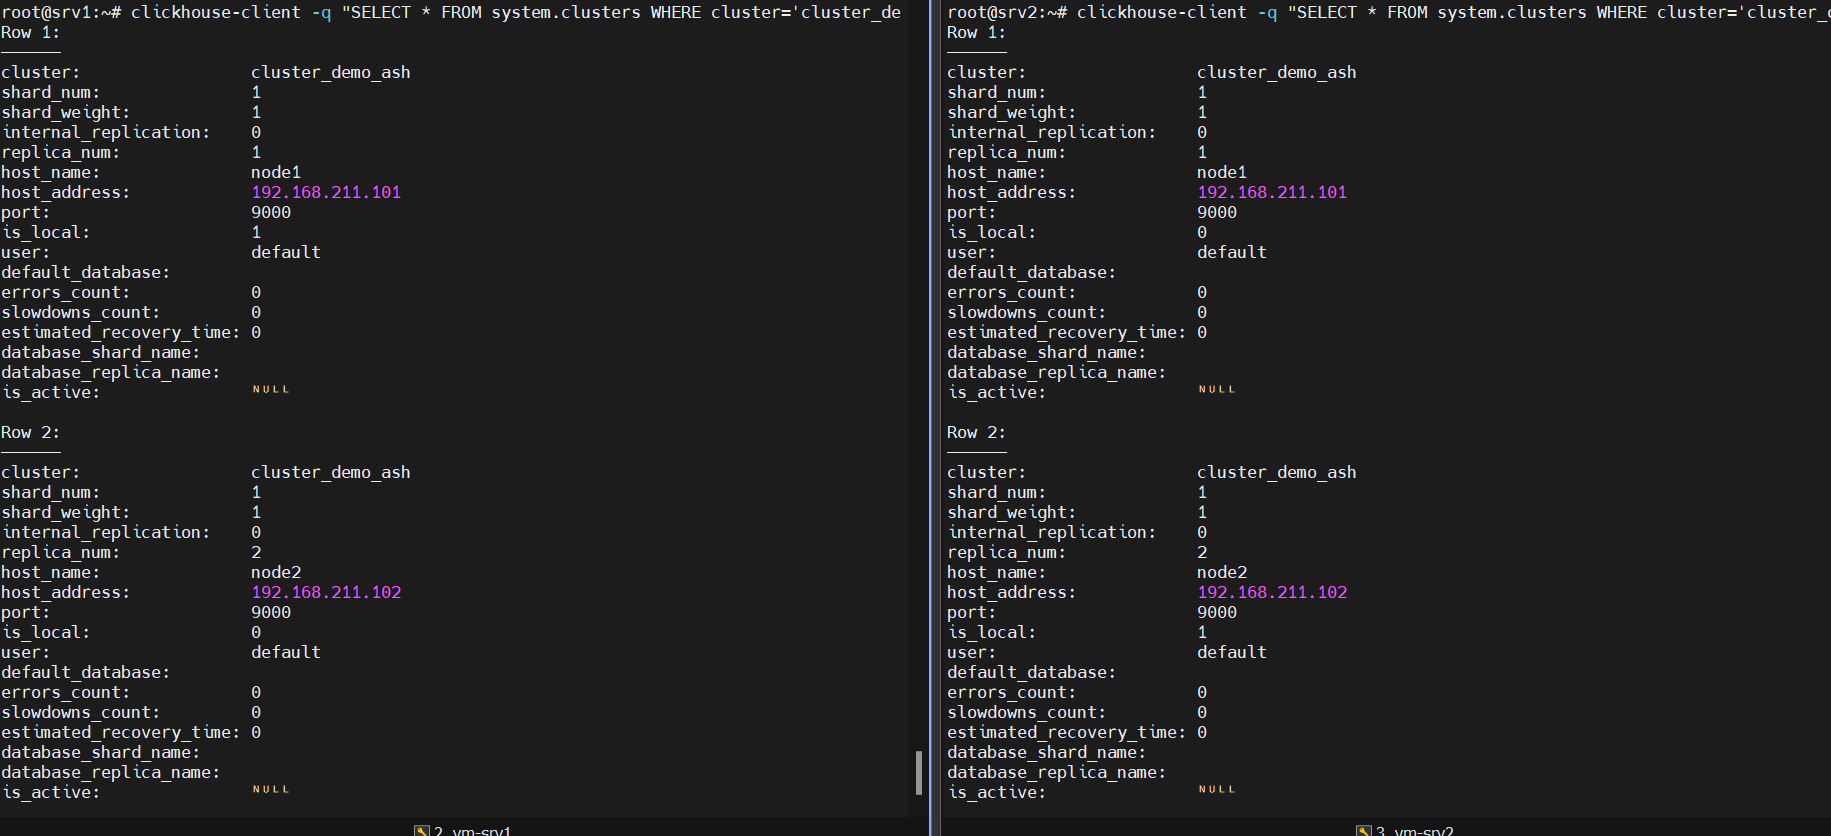 root@srv1:~# clickhouse-client -q "SELECT * FROM system.clusters WHERE cluster='cluster_de
Row 1:
cluster: cluster_demo_ash
shard_num: 1
shard_weight: 1
internal_replication: 0
replica_num: 1
host_name: node1
host_address: 192.168.211.101
port: 9000
is_local: 1
user: default
default_database:
errors_count: 0
slowdowns_count: 0
estimated_recovery_time: 0
database_shard_name:
database_replica_name:
is_active: NULL
Row 2:
cluster: cluster_demo_ash
shard_num: 1
shard_weight: 1
internal_replication: 0
replica_num: 2
host_name: node2
host_address: 192.168.211.102
port: 9000
is_local: 0
user: default
default_database:
errors_count: 0
slowdowns_count: 0
estimated_recovery_time: 0
database_shard_name:
database_replica_name:
is_active: NULL
2. vm-srv1
root@srv2:~# clickhouse-client -q "SELECT * FROM system.clusters WHERE cluster='cluster_
Row 1:
cluster: cluster_demo_ash
shard_num: 1
shard_weight: 1
internal_replication: 0
replica_num: 1
host_name: node1
host_address: 192.168.211.101
port: 9000
is_local: 0
user: default
default_database:
errors_count: 0
slowdowns_count: 0
estimated_recovery_time: 0
database_shard_name:
database_replica_name:
is_active: NULL
Row 2:
cluster: cluster_demo_ash
shard_num: 1
shard_weight: 1
internal_replication: 0
replica_num: 2
host_name: node2
host_address: 192.168.211.102
port: 9000
is_local: 1
user: default
default_database:
errors_count: 0
slowdowns_count: 0
estimated_recovery_time: 0
database_shard_name:
database_replica_name:
is_active: NULL
3. vm-srv2